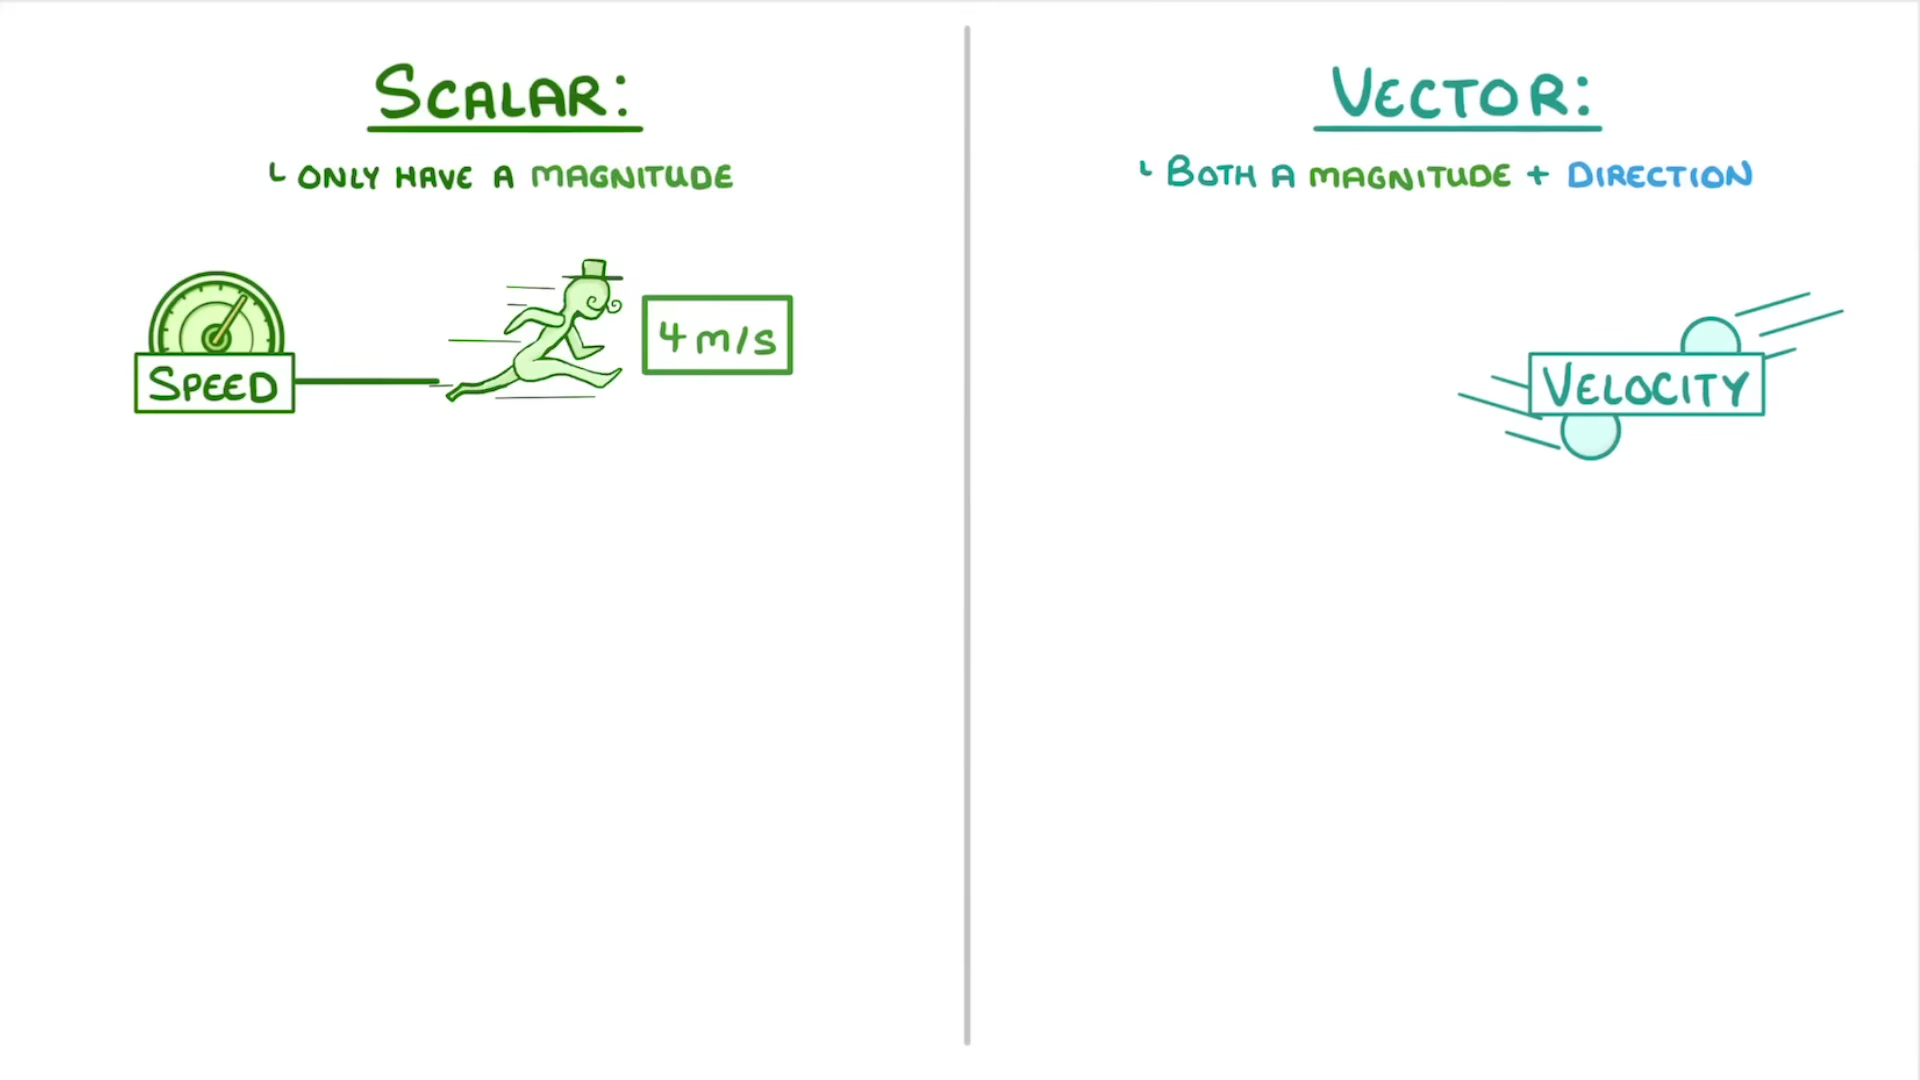 SCALAR:
ONLY HAVE A MAGNITUDE
SPEED
4 m/s
VECTOR:
BOTH A MAGNITUDE + DIRECTION
VELOCITY